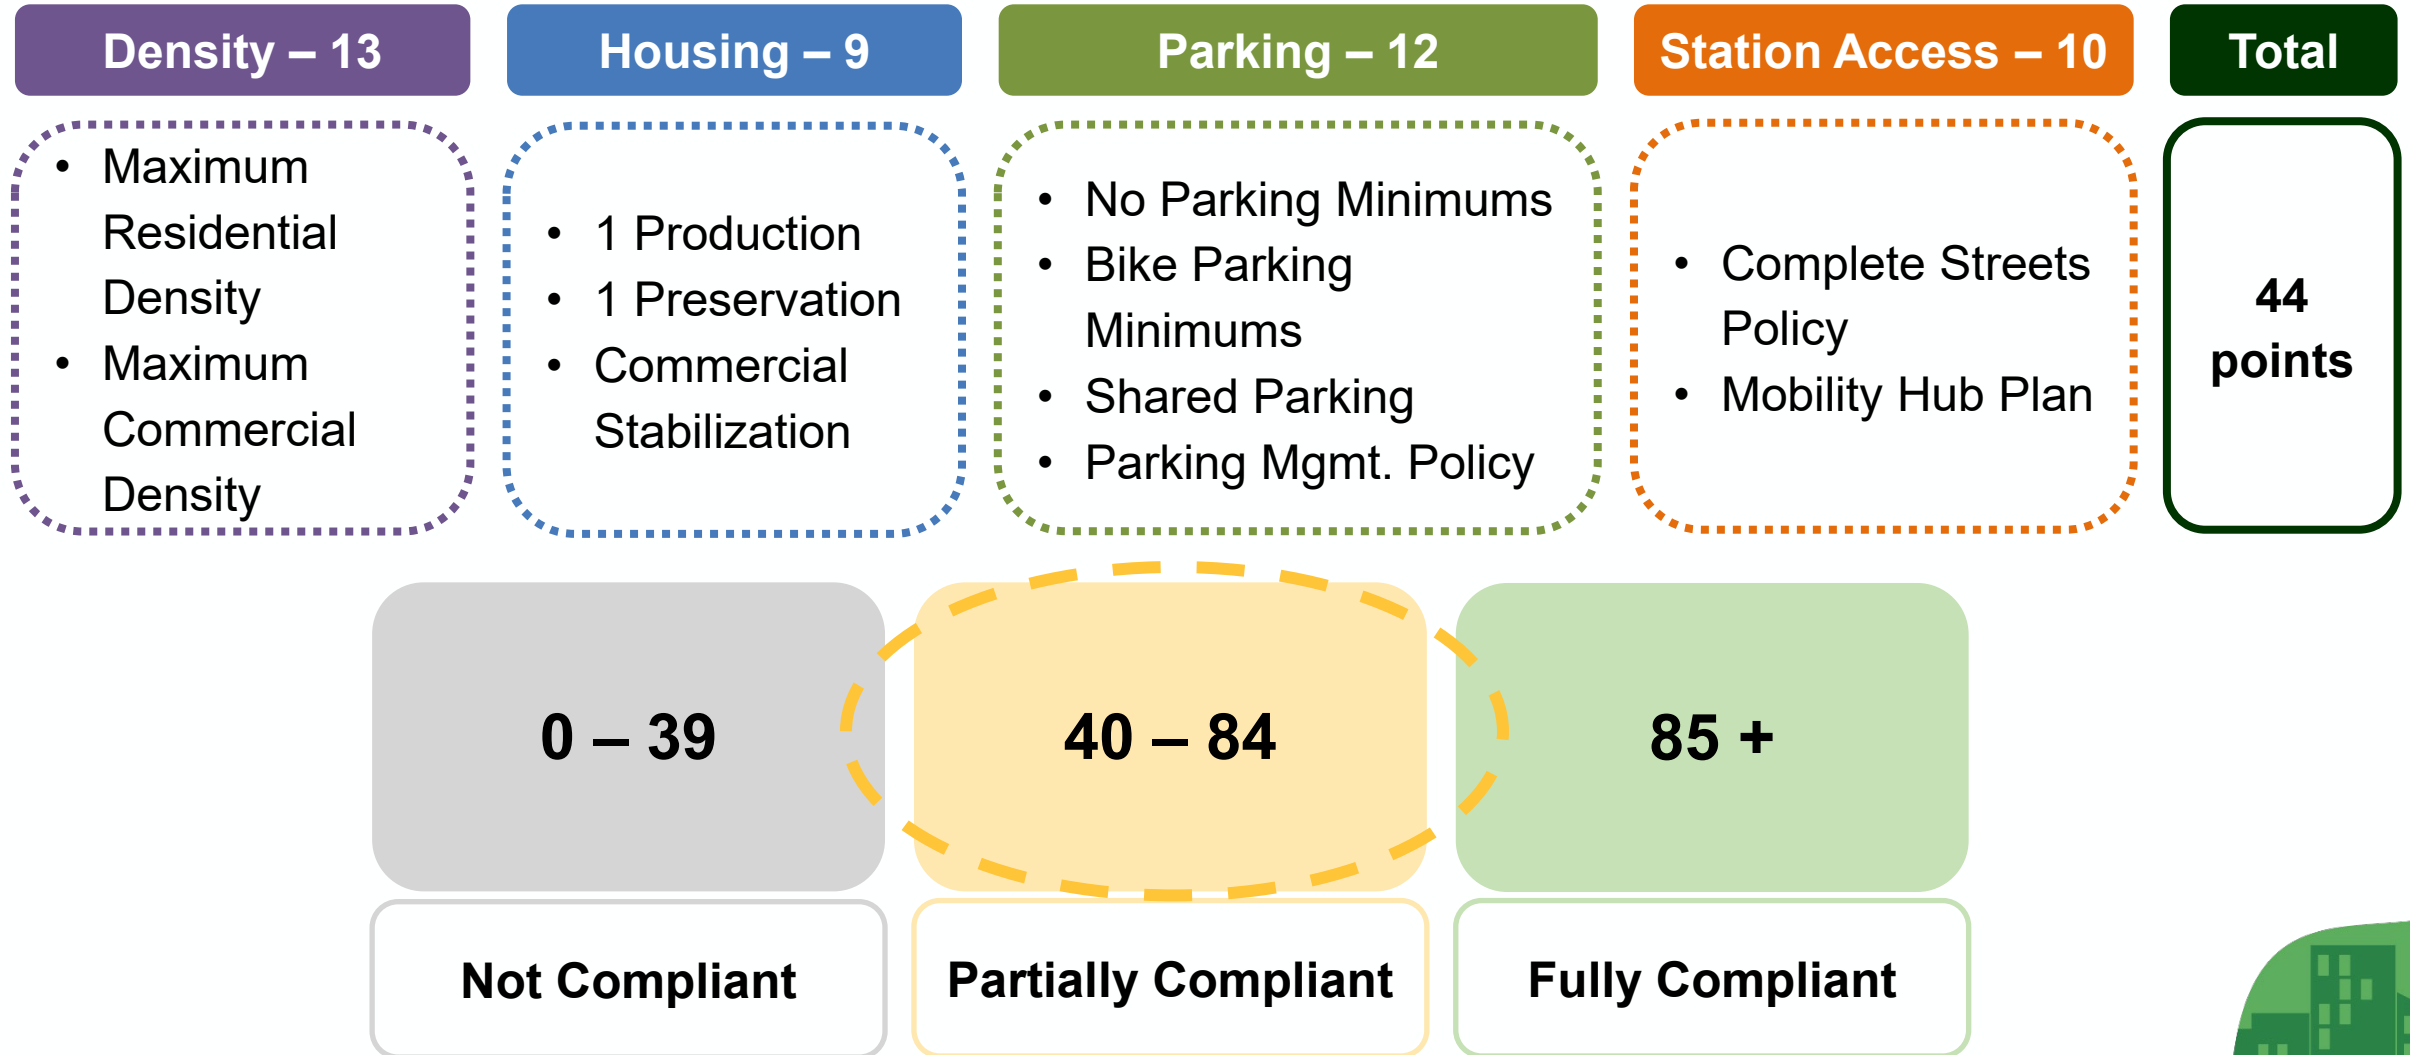 Density – 13
• Maximum
Residential
Density
• Maximum
Commercial
Density
Housing – 9
• 1 Production
• 1 Preservation
• Commercial
Stabilization
Parking – 12
• No Parking Minimums
• Bike Parking
Minimums
• Shared Parking
• Parking Mgmt. Policy
Station Access – 10
• Complete Streets
Policy
• Mobility Hub Plan
Total
44
points
0 – 39
Not Compliant
40 – 84
Partially Compliant
85 +
Fully Compliant